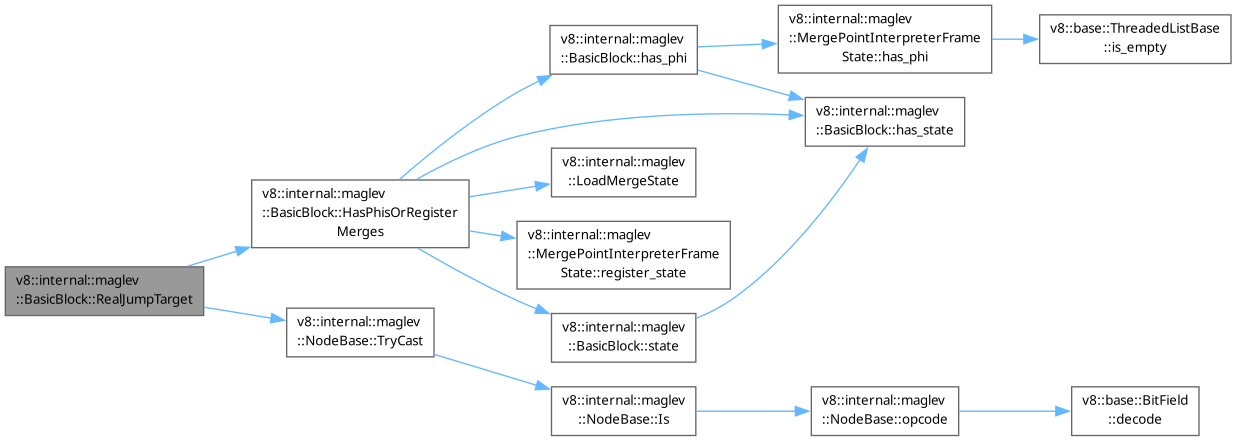 v8::internal::maglev
::BasicBlock::RealJumpTarget
v8::internal::maglev
::BasicBlock::HasPhisOrRegister
Merges
v8::internal::maglev
::NodeBase::TryCast
v8::internal::maglev
::BasicBlock::has_phi
v8::internal::maglev
::LoadMergeState
v8::internal::maglev
::MergePointInterpreterFrame
State::register_state
v8::internal::maglev
::BasicBlock::state
v8::internal::maglev
::NodeBase::Is
v8::internal::maglev
::MergePointInterpreterFrame
State::has_phi
v8::internal::maglev
::BasicBlock::has_state
v8::internal::maglev
::NodeBase::opcode
v8::base::ThreadedListBase
::is_empty
v8::base::BitField
::decode